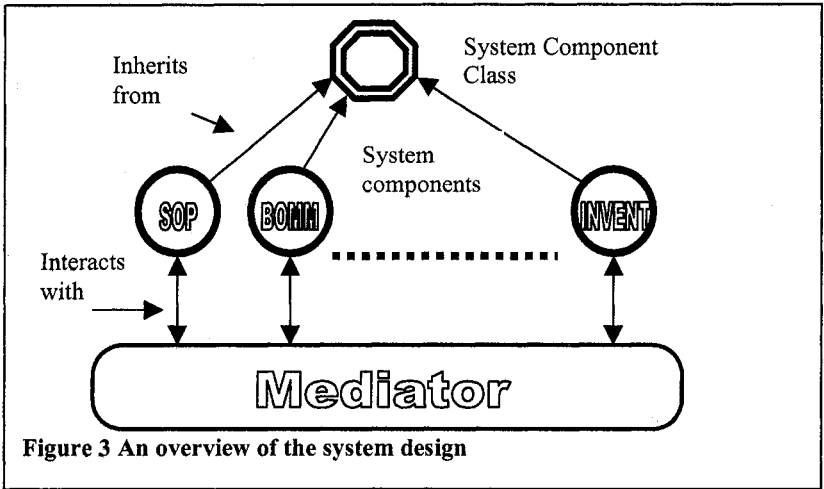 System Component
Class
Inherits
from
System
components
SOP
BOMM
INVENT
Interacts
with
Mediator
Figure 3 An overview of the system design